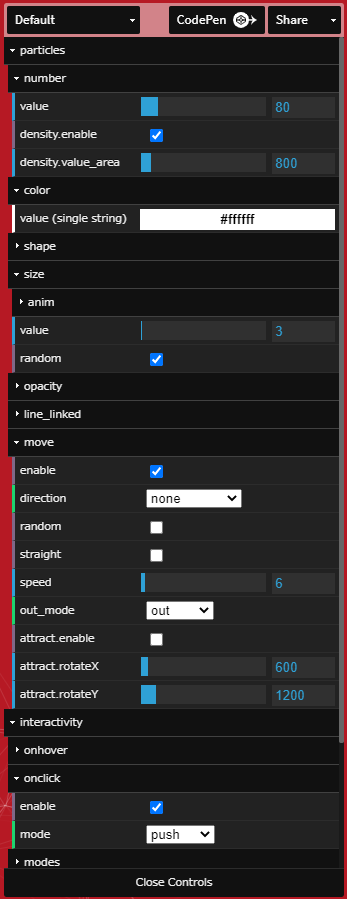 Default CodePen Share
particles
number
value 80
density.enable
density.value_area 800
color
value (single string) #ffffff
shape
size
anim
value 3
random
opacity
line_linked
move
enable
direction none
random
straight
speed 6
out_mode out
attract.enable
attract.rotateX 600
attract.rotateY 1200
interactivity
onhover
onclick
enable
mode push
modes
Close Controls